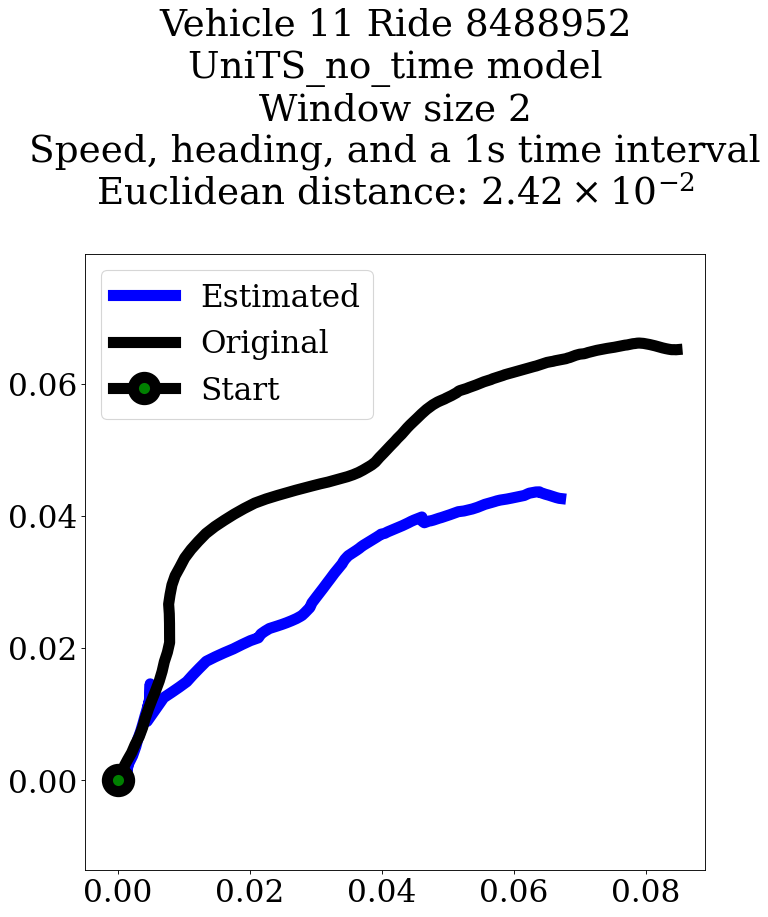 Vehicle 11 Ride 8488952
UniTS_no_time model
Window size 2
Speed, heading, and a 1s time interval
Euclidean distance: 2.42 × 10⁻²
Estimated
Original
Start
0.06
0.04
0.02
0.00
0.00 0.02 0.04 0.06 0.08